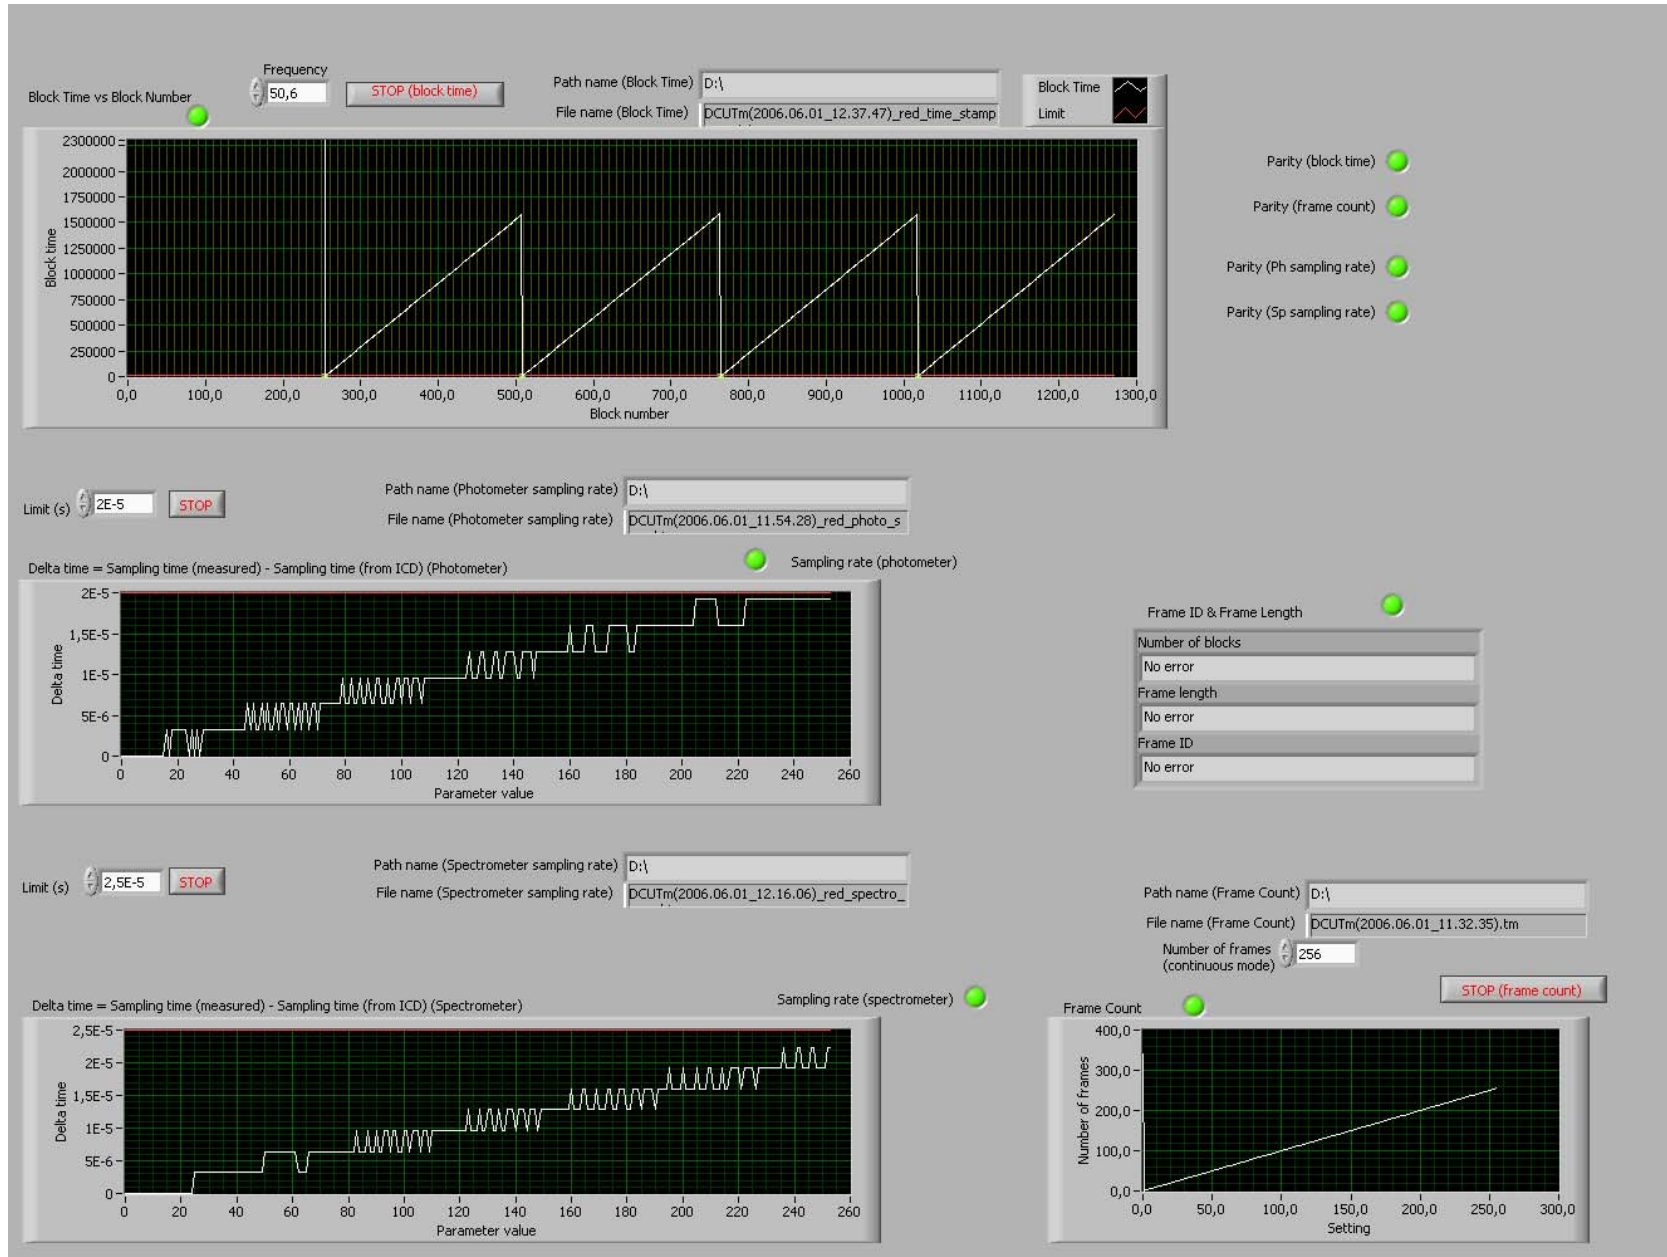 Frequency
50,6
STOP (block time)
Path name (Block Time)
D:\
File name (Block Time)
DCUTm(2006.06.01_12.37.47)_red_time_stamp
Block Time
Limit
Block Time vs Block Number
2300000
2000000
1750000
1500000
1250000
1000000
750000
500000
250000
0
Block time
0,0 100,0 200,0 300,0 400,0 500,0 600,0 700,0 800,0 900,0 1000,0 1100,0 1200,0 1300,0
Block number
Parity (block time)
Parity (frame count)
Parity (Ph sampling rate)
Parity (Sp sampling rate)
Limit (s)
2E-5
STOP
Path name (Photometer sampling rate)
D:\
File name (Photometer sampling rate)
DCUTm(2006.06.01_11.54.28)_red_photo_s
Sampling rate (photometer)
Delta time = Sampling time (measured) - Sampling time (from ICD) (Photometer)
2E-5
1,5E-5
1E-5
5E-6
0
Delta time
0 20 40 60 80 100 120 140 160 180 200 220 240 260
Parameter value
Frame ID & Frame Length
Number of blocks
No error
Frame length
No error
Frame ID
No error
Limit (s)
2,5E-5
STOP
Path name (Spectrometer sampling rate)
D:\
File name (Spectrometer sampling rate)
DCUTm(2006.06.01_12.16.06)_red_spectro_
Sampling rate (spectrometer)
Delta time = Sampling time (measured) - Sampling time (from ICD) (Spectrometer)
2,5E-5
2E-5
1,5E-5
1E-5
5E-6
0
Delta time
0 20 40 60 80 100 120 140 160 180 200 220 240 260
Parameter value
Path name (Frame Count)
D:\
File name (Frame Count)
DCUTm(2006.06.01_11.32.35).tm
Number of frames
(continuous mode)
256
STOP (frame count)
Frame Count
400,0
300,0
200,0
100,0
0,0
Number of frames
0,0 50,0 100,0 150,0 200,0 250,0 300,0
Setting